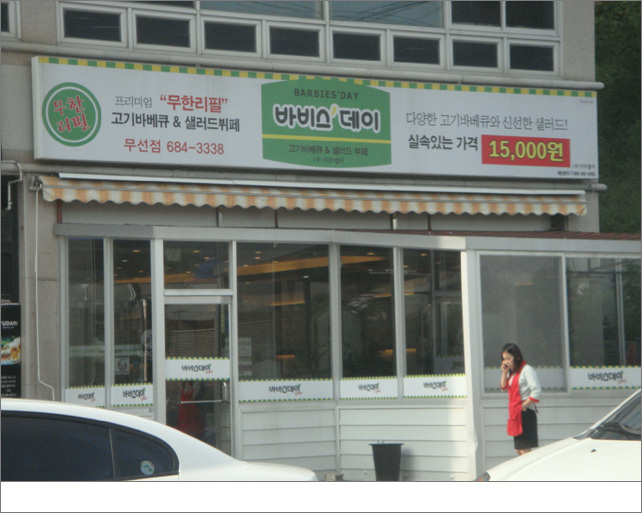 무한
리필
프리미엄 "무한리필"
고기바베큐 & 샐러드뷔페
무선점 684-3338
BARBIES'DAY
바비스'데이
고기바베큐 & 샐러드 뷔페
다양한 고기바베큐와 신선한 샐러드!
실속있는 가격 15,000원
바비스데이
바비스데이
바비스데이
바비스데이
바비스데이
바비스데이
바비스데이